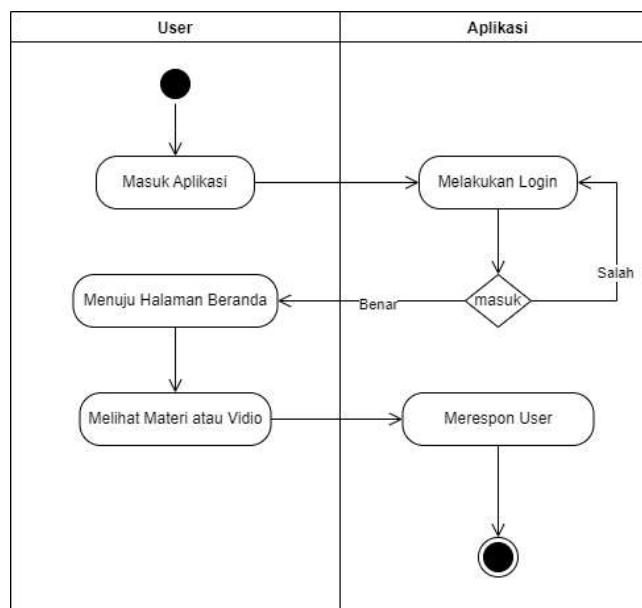 User
Aplikasi
Masuk Aplikasi
Melakukan Login
Salah
Menuju Halaman Beranda
Benar
masuk
Melihat Materi atau Vidio
Merespon User